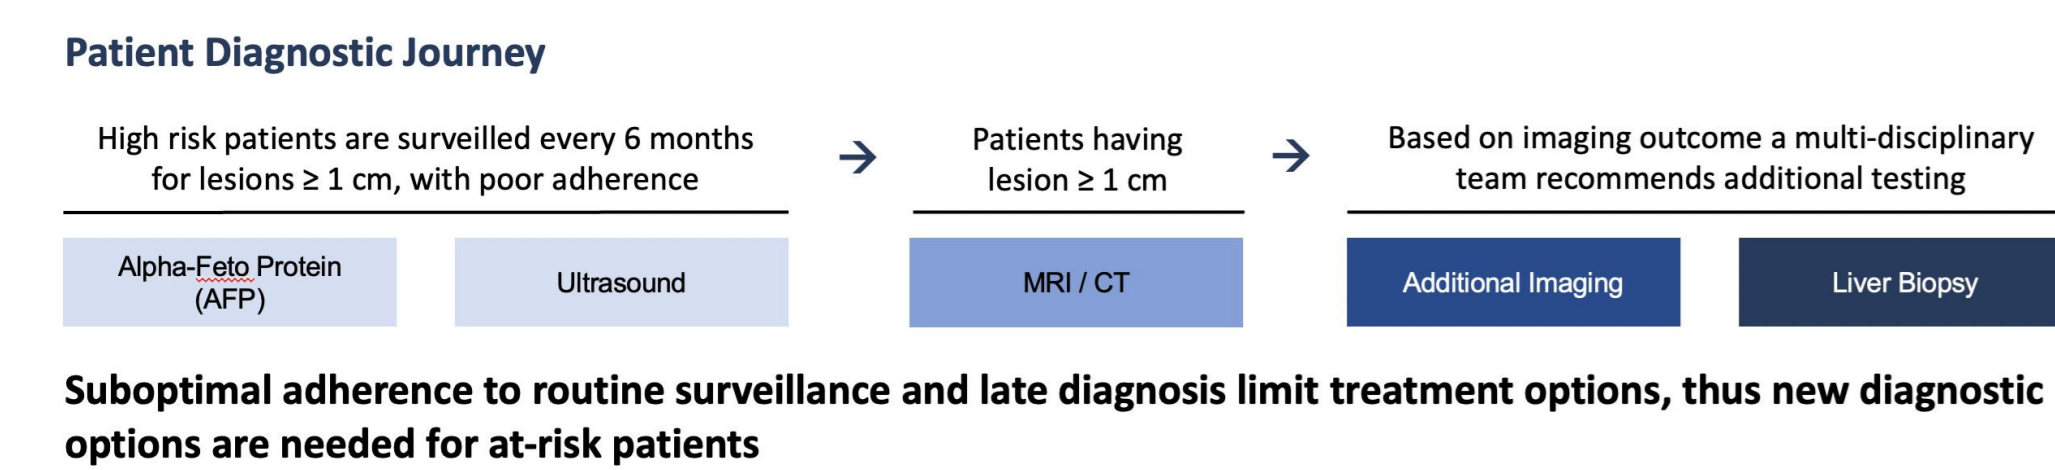 Patient Diagnostic Journey
High risk patients are surveilled every 6 months
for lesions ≥ 1 cm, with poor adherence
→
Patients having
lesion ≥ 1 cm
→
Based on imaging outcome a multi-disciplinary
team recommends additional testing
Alpha-Feto Protein
(AFP)
Ultrasound
MRI / CT
Additional Imaging
Liver Biopsy
Suboptimal adherence to routine surveillance and late diagnosis limit treatment options, thus new diagnostic
options are needed for at-risk patients